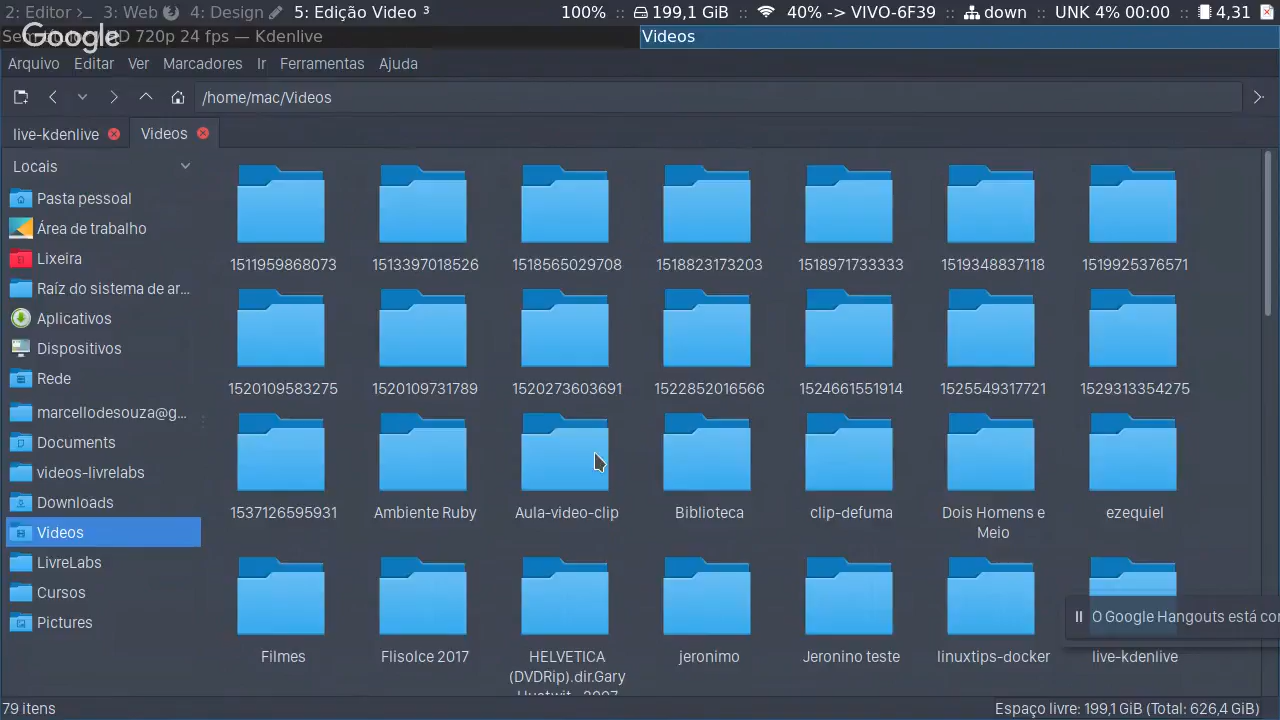 2: Editor 3: Web 4: Design 5: Edição Video ³ 100% :: 199,1 GiB :: 40% -> VIVO-6F39 :: down :: UNK 4% 00:00 :: 4,31
Google
D 720p 24 fps — Kdenlive
Videos
Arquivo Editar Ver Marcadores Ir Ferramentas Ajuda
/home/mac/Videos
live-kdenlive Videos
Locais
Pasta pessoal
Área de trabalho
Lixeira
Raíz do sistema de ar...
Aplicativos
Dispositivos
Rede
marcellodesouza@g...
Documents
videos-livrelabs
Downloads
Videos
LivreLabs
Cursos
Pictures
1511959868073 1513397018526 1518565029708 1518823173203 1518971733333 1519348837118 1519925376571
1520109583275 1520109731789 1520273603691 1522852016566 1524661551914 1525549317721 1529313354275
1537126595931 Ambiente Ruby Aula-video-clip Biblioteca clip-defuma Dois Homens e Meio ezequiel
O Google Hangouts está co
Filmes Flisolce 2017 HELVETICA jeronimo Jeronino teste linuxtips-docker live-kdenlive
(DVDRip).dir.Gary
79 itens
Espaço livre: 199,1 GiB (Total: 626,4 GiB)